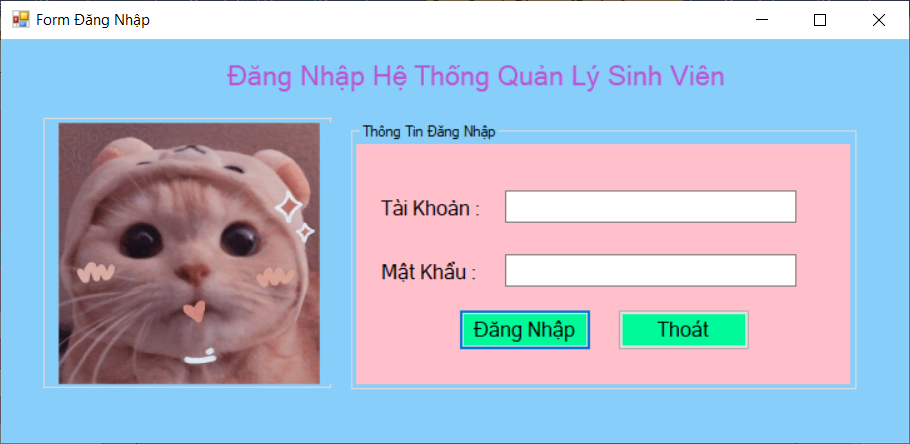 Form Đăng Nhập
Đăng Nhập Hệ Thống Quản Lý Sinh Viên
Thông Tin Đăng Nhập
Tài Khoản :
Mật Khẩu :
Đăng Nhập
Thoát